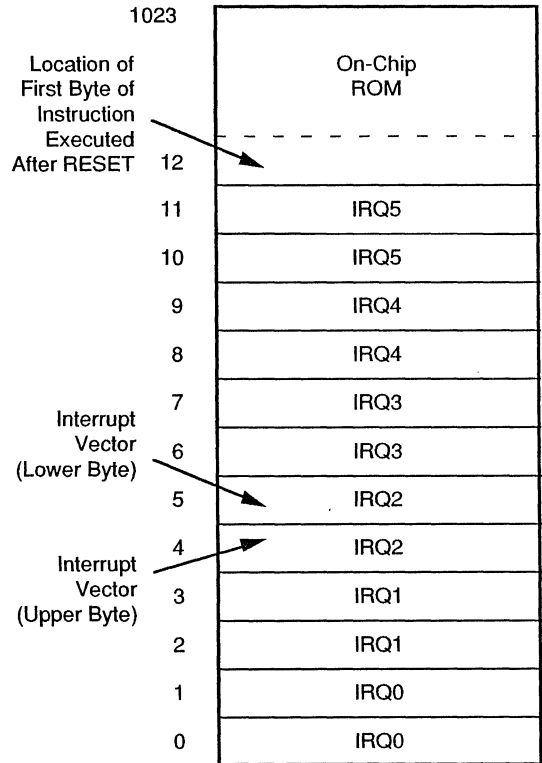 1023
On-Chip
ROM
Location of
First Byte of
Instruction
Executed
After RESET
12
11 IRQ5
10 IRQ5
9 IRQ4
8 IRQ4
7 IRQ3
Interrupt
Vector
(Lower Byte)
6 IRQ3
5 IRQ2
4 IRQ2
Interrupt
Vector
(Upper Byte)
3 IRQ1
2 IRQ1
1 IRQ0
0 IRQ0